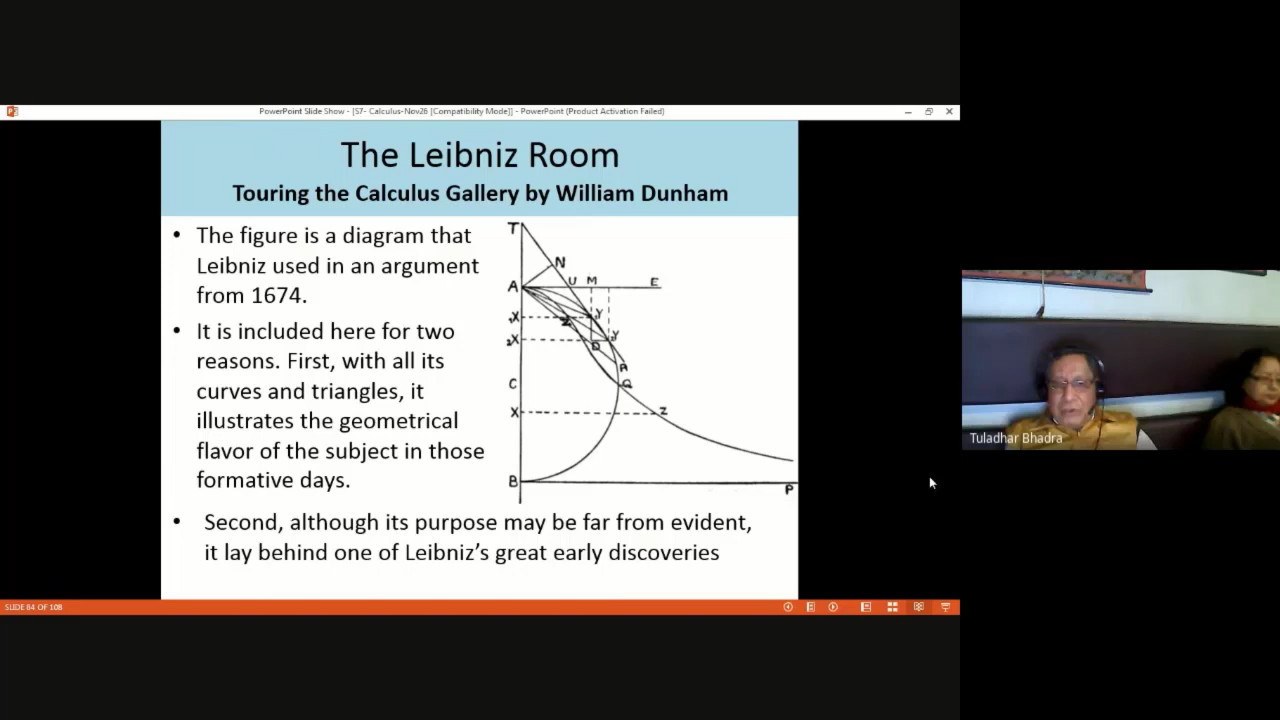 PowerPoint Slide Show - [57- Calculus-Nov26 [Compatibility Mode]] - PowerPoint (Product Activation Failed)
The Leibniz Room
Touring the Calculus Gallery by William Dunham
• The figure is a diagram that
Leibniz used in an argument
from 1674.
• It is included here for two
reasons. First, with all its
curves and triangles, it
illustrates the geometrical
flavor of the subject in those
formative days.
• Second, although its purpose may be far from evident,
it lay behind one of Leibniz's great early discoveries
T
N
A U M E
₁X Z Y
₂X D Y
R
C Q
X Z
B P
SLIDE 84 OF 108
Tuladhar Bhadra